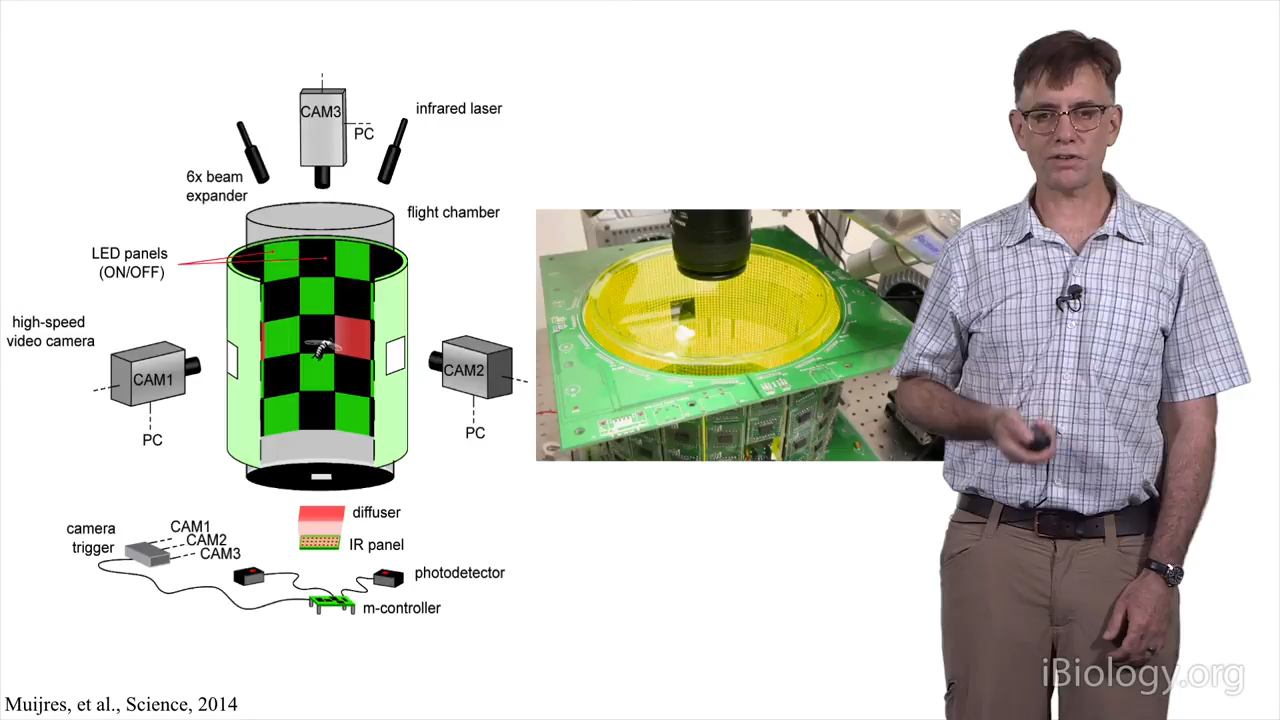 CAM3
PC
infrared laser
6x beam
expander
flight chamber
LED panels
(ON/OFF)
high-speed
video camera
CAM1
PC
CAM2
PC
diffuser
IR panel
camera
trigger
CAM1
CAM2
CAM3
photodetector
m-controller
Muijres, et al., Science, 2014
iBiology.org